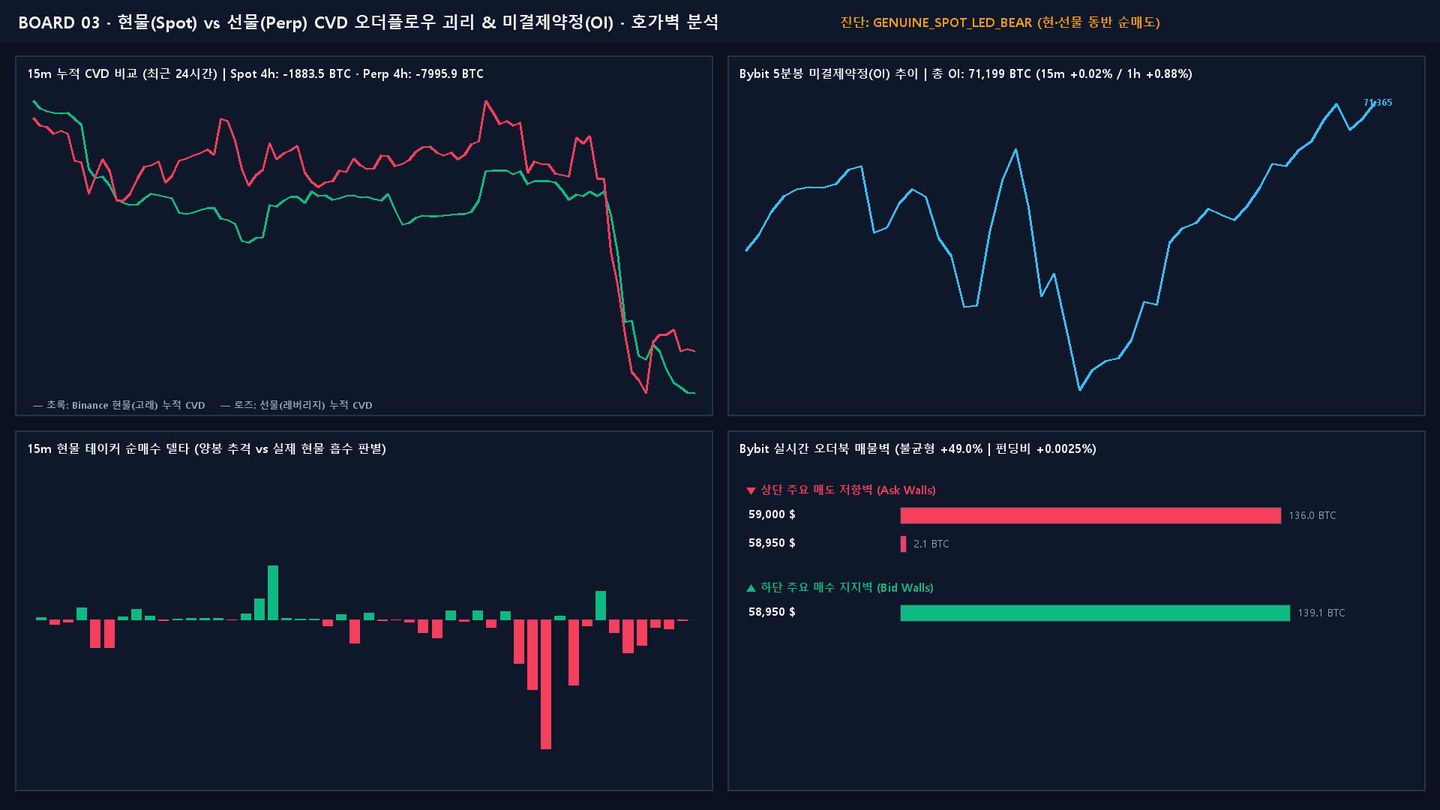 BOARD 03 · 현물(Spot) vs 선물(Perp) CVD 오더플로우 괴리 & 미결제약정(OI) · 호가벽 분석
진단: GENUINE_SPOT_LED_BEAR (현·선물 동반 순매도)
15m 누적 CVD 비교 (최근 24시간) | Spot 4h: -1883.5 BTC · Perp 4h: -7995.9 BTC
— 초록: Binance 현물(고래) 누적 CVD
— 로즈: 선물(레버리지) 누적 CVD
Bybit 5분봉 미결제약정(OI) 추이 | 총 OI: 71,199 BTC (15m +0.02% / 1h +0.88%)
71,365
15m 현물 테이커 순매수 델타 (양봉 추격 vs 실제 현물 흡수 판별)
Bybit 실시간 오더북 매물벽 (불균형 +49.0% | 펀딩비 +0.0025%)
▼ 상단 주요 매도 저항벽 (Ask Walls)
59,000 $
136.0 BTC
58,950 $
2.1 BTC
▲ 하단 주요 매수 지지벽 (Bid Walls)
58,950 $
139.1 BTC